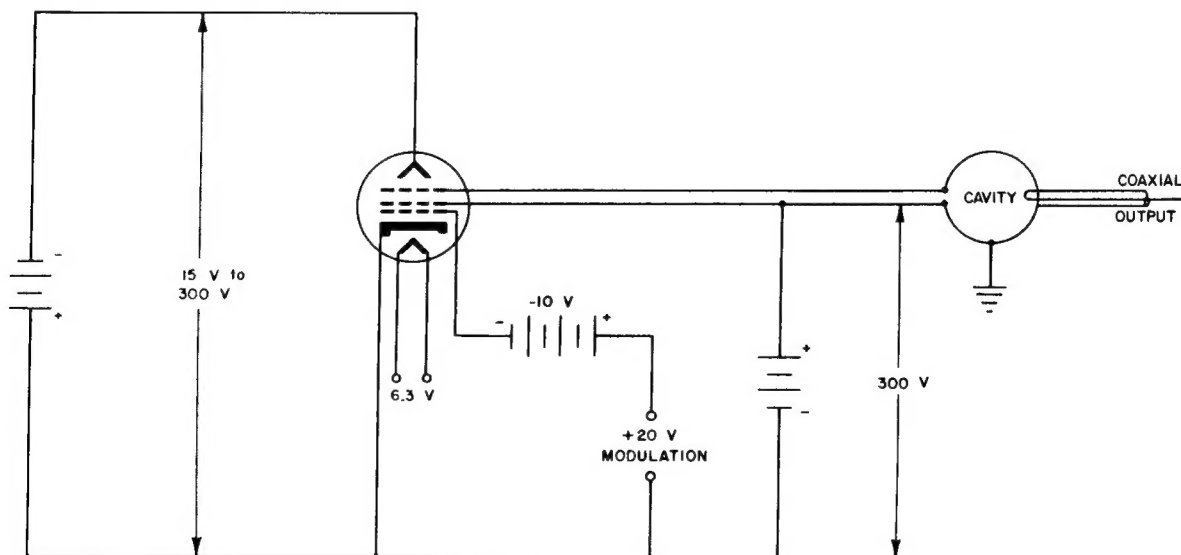 15 V to
300 V
-
+
6.3 V
-10 V
-
+
+20 V
MODULATION
+
-
300 V
CAVITY
COAXIAL
OUTPUT